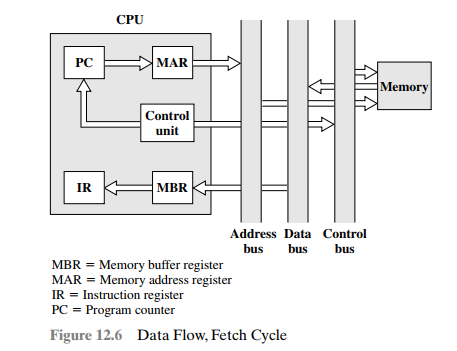 CPU
PC
MAR
Memory
Control
unit
IR
MBR
Address Data Control
bus bus bus
MBR = Memory buffer register
MAR = Memory address register
IR = Instruction register
PC = Program counter
Figure 12.6 Data Flow, Fetch Cycle